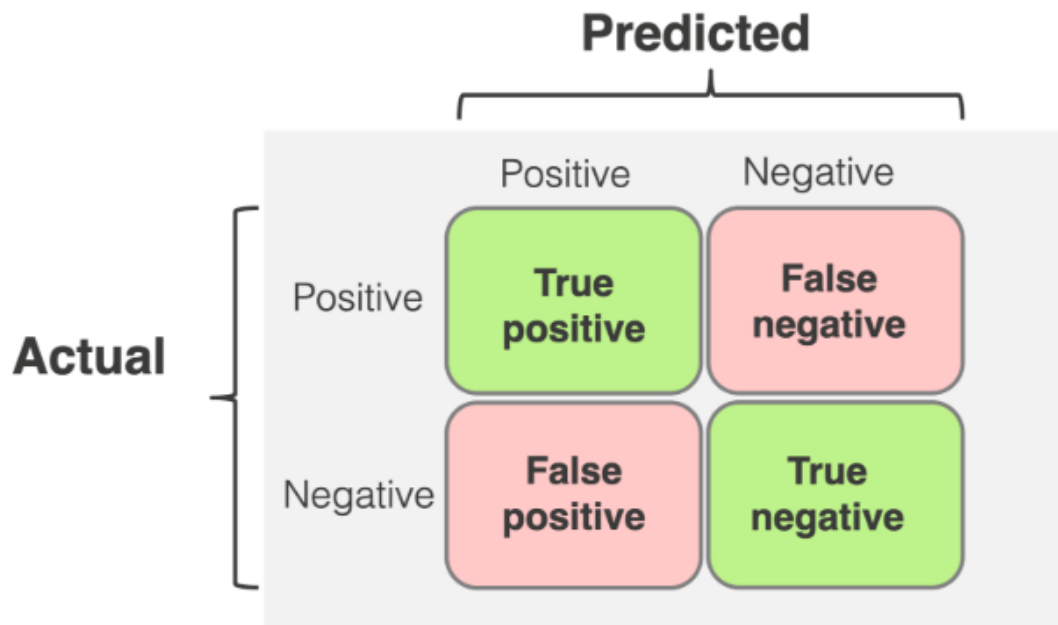 Predicted
Positive Negative
Positive
True
positive
False
negative
Actual
Negative
False
positive
True
negative